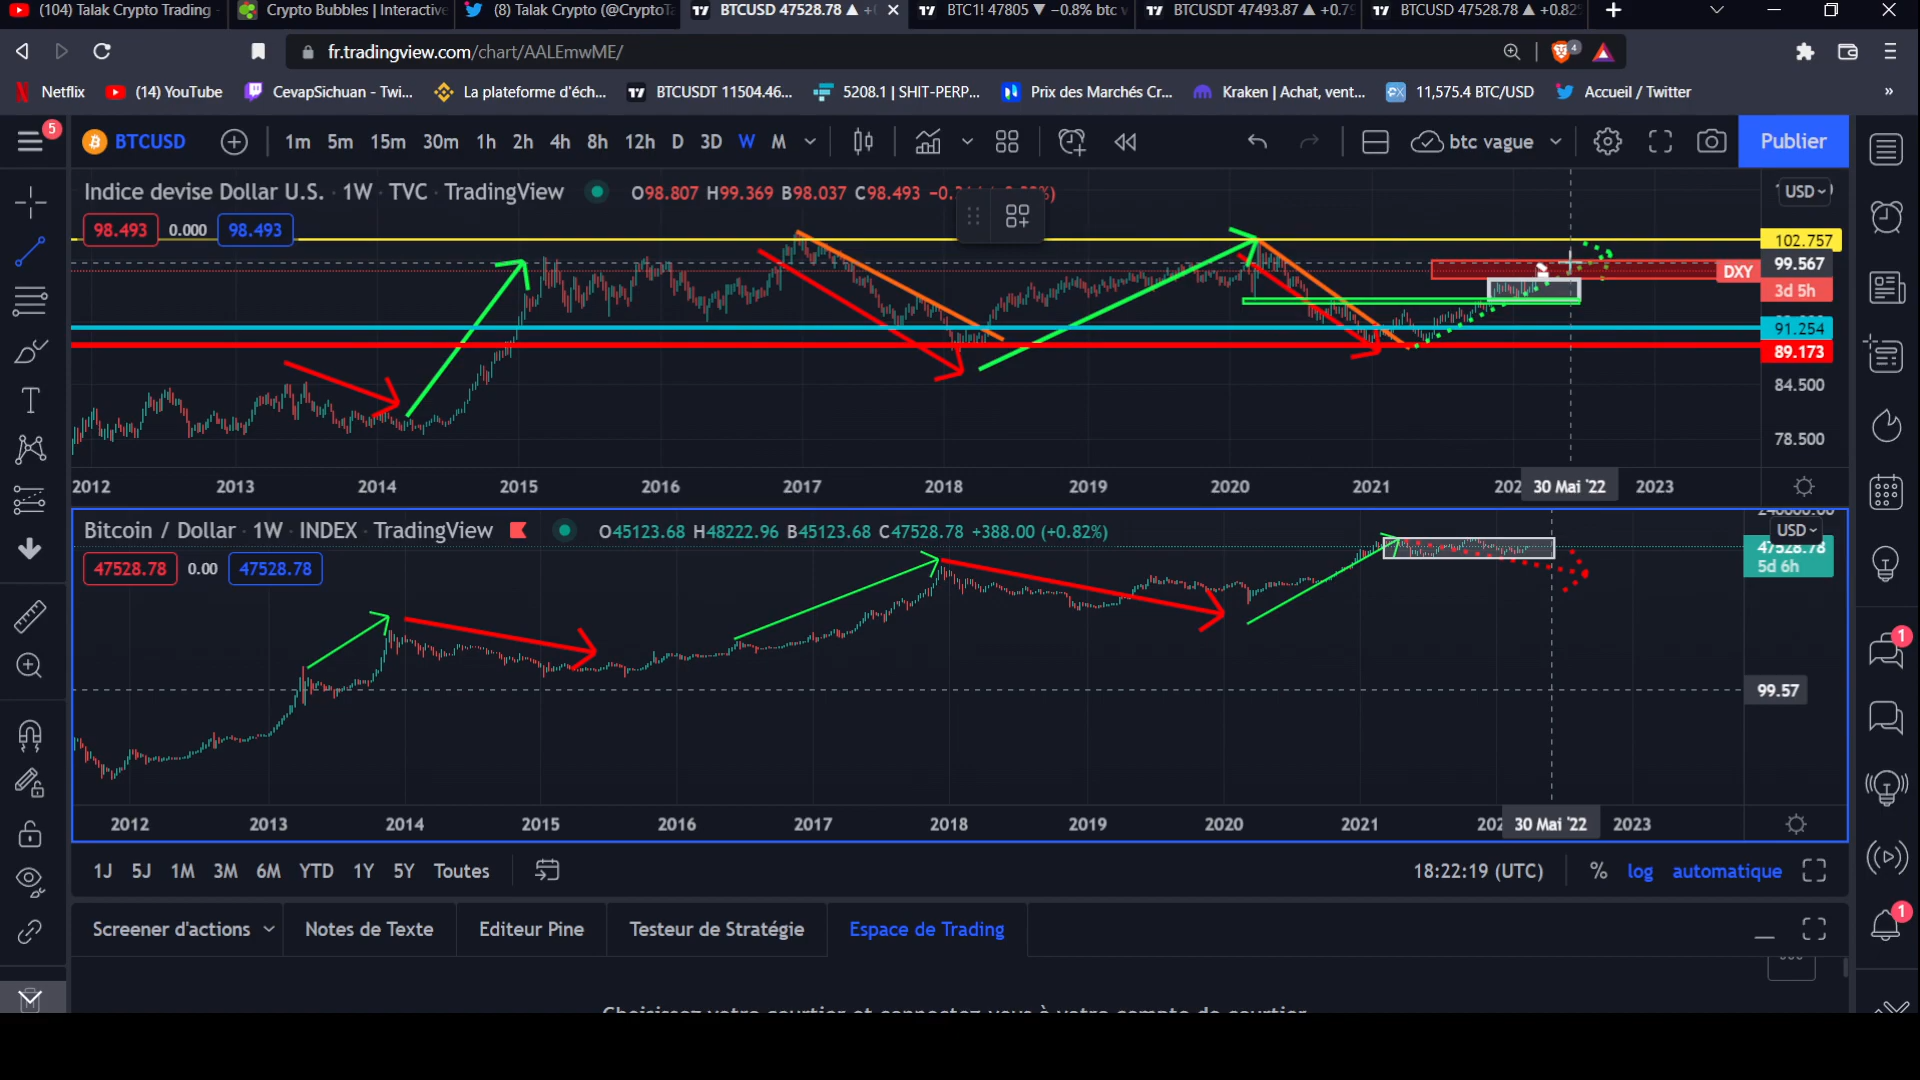 (104) Talak Crypto Trading
Crypto Bubbles | Interactive
(8) Talak Crypto (@CryptoTa
BTCUSD 47528.78 ▲ +
BTC1! 47805 ▼ −0.8% btc v
BTCUSDT 47493.87 ▲ +0.79
BTCUSD 47528.78 ▲ +0.82
fr.tradingview.com/chart/AALEmwME/
4
Netflix
(14) YouTube
CevapSichuan - Twi...
La plateforme d'éch...
BTCUSDT 11504.46...
5208.1 | SHIT-PERP...
Prix des Marchés Cr...
Kraken | Achat, vent...
11,575.4 BTC/USD
Accueil / Twitter
»
5
BTCUSD
1m 5m 15m 30m 1h 2h 4h 8h 12h D 3D W M
btc vague
Publier
Indice devise Dollar U.S. · 1W · TVC · TradingView
O98.807 H99.369 B98.037 C98.493
USD
98.493 0.000 98.493
102.757
99.567
DXY
3d 5h
91.254
89.173
84.500
78.500
2012 2013 2014 2015 2016 2017 2018 2019 2020 2021 30 Mai '22 2023
Bitcoin / Dollar · 1W · INDEX · TradingView
O45123.68 H48222.96 B45123.68 C47528.78 +388.00 (+0.82%)
USD
47528.78 0.00 47528.78
47528.78
5d 6h
99.57
2012 2013 2014 2015 2016 2017 2018 2019 2020 2021 30 Mai '22 2023
1J 5J 1M 3M 6M YTD 1Y 5Y Toutes
18:22:19 (UTC) % log automatique
Screener d'actions
Notes de Texte
Editeur Pine
Testeur de Stratégie
Espace de Trading
1
1